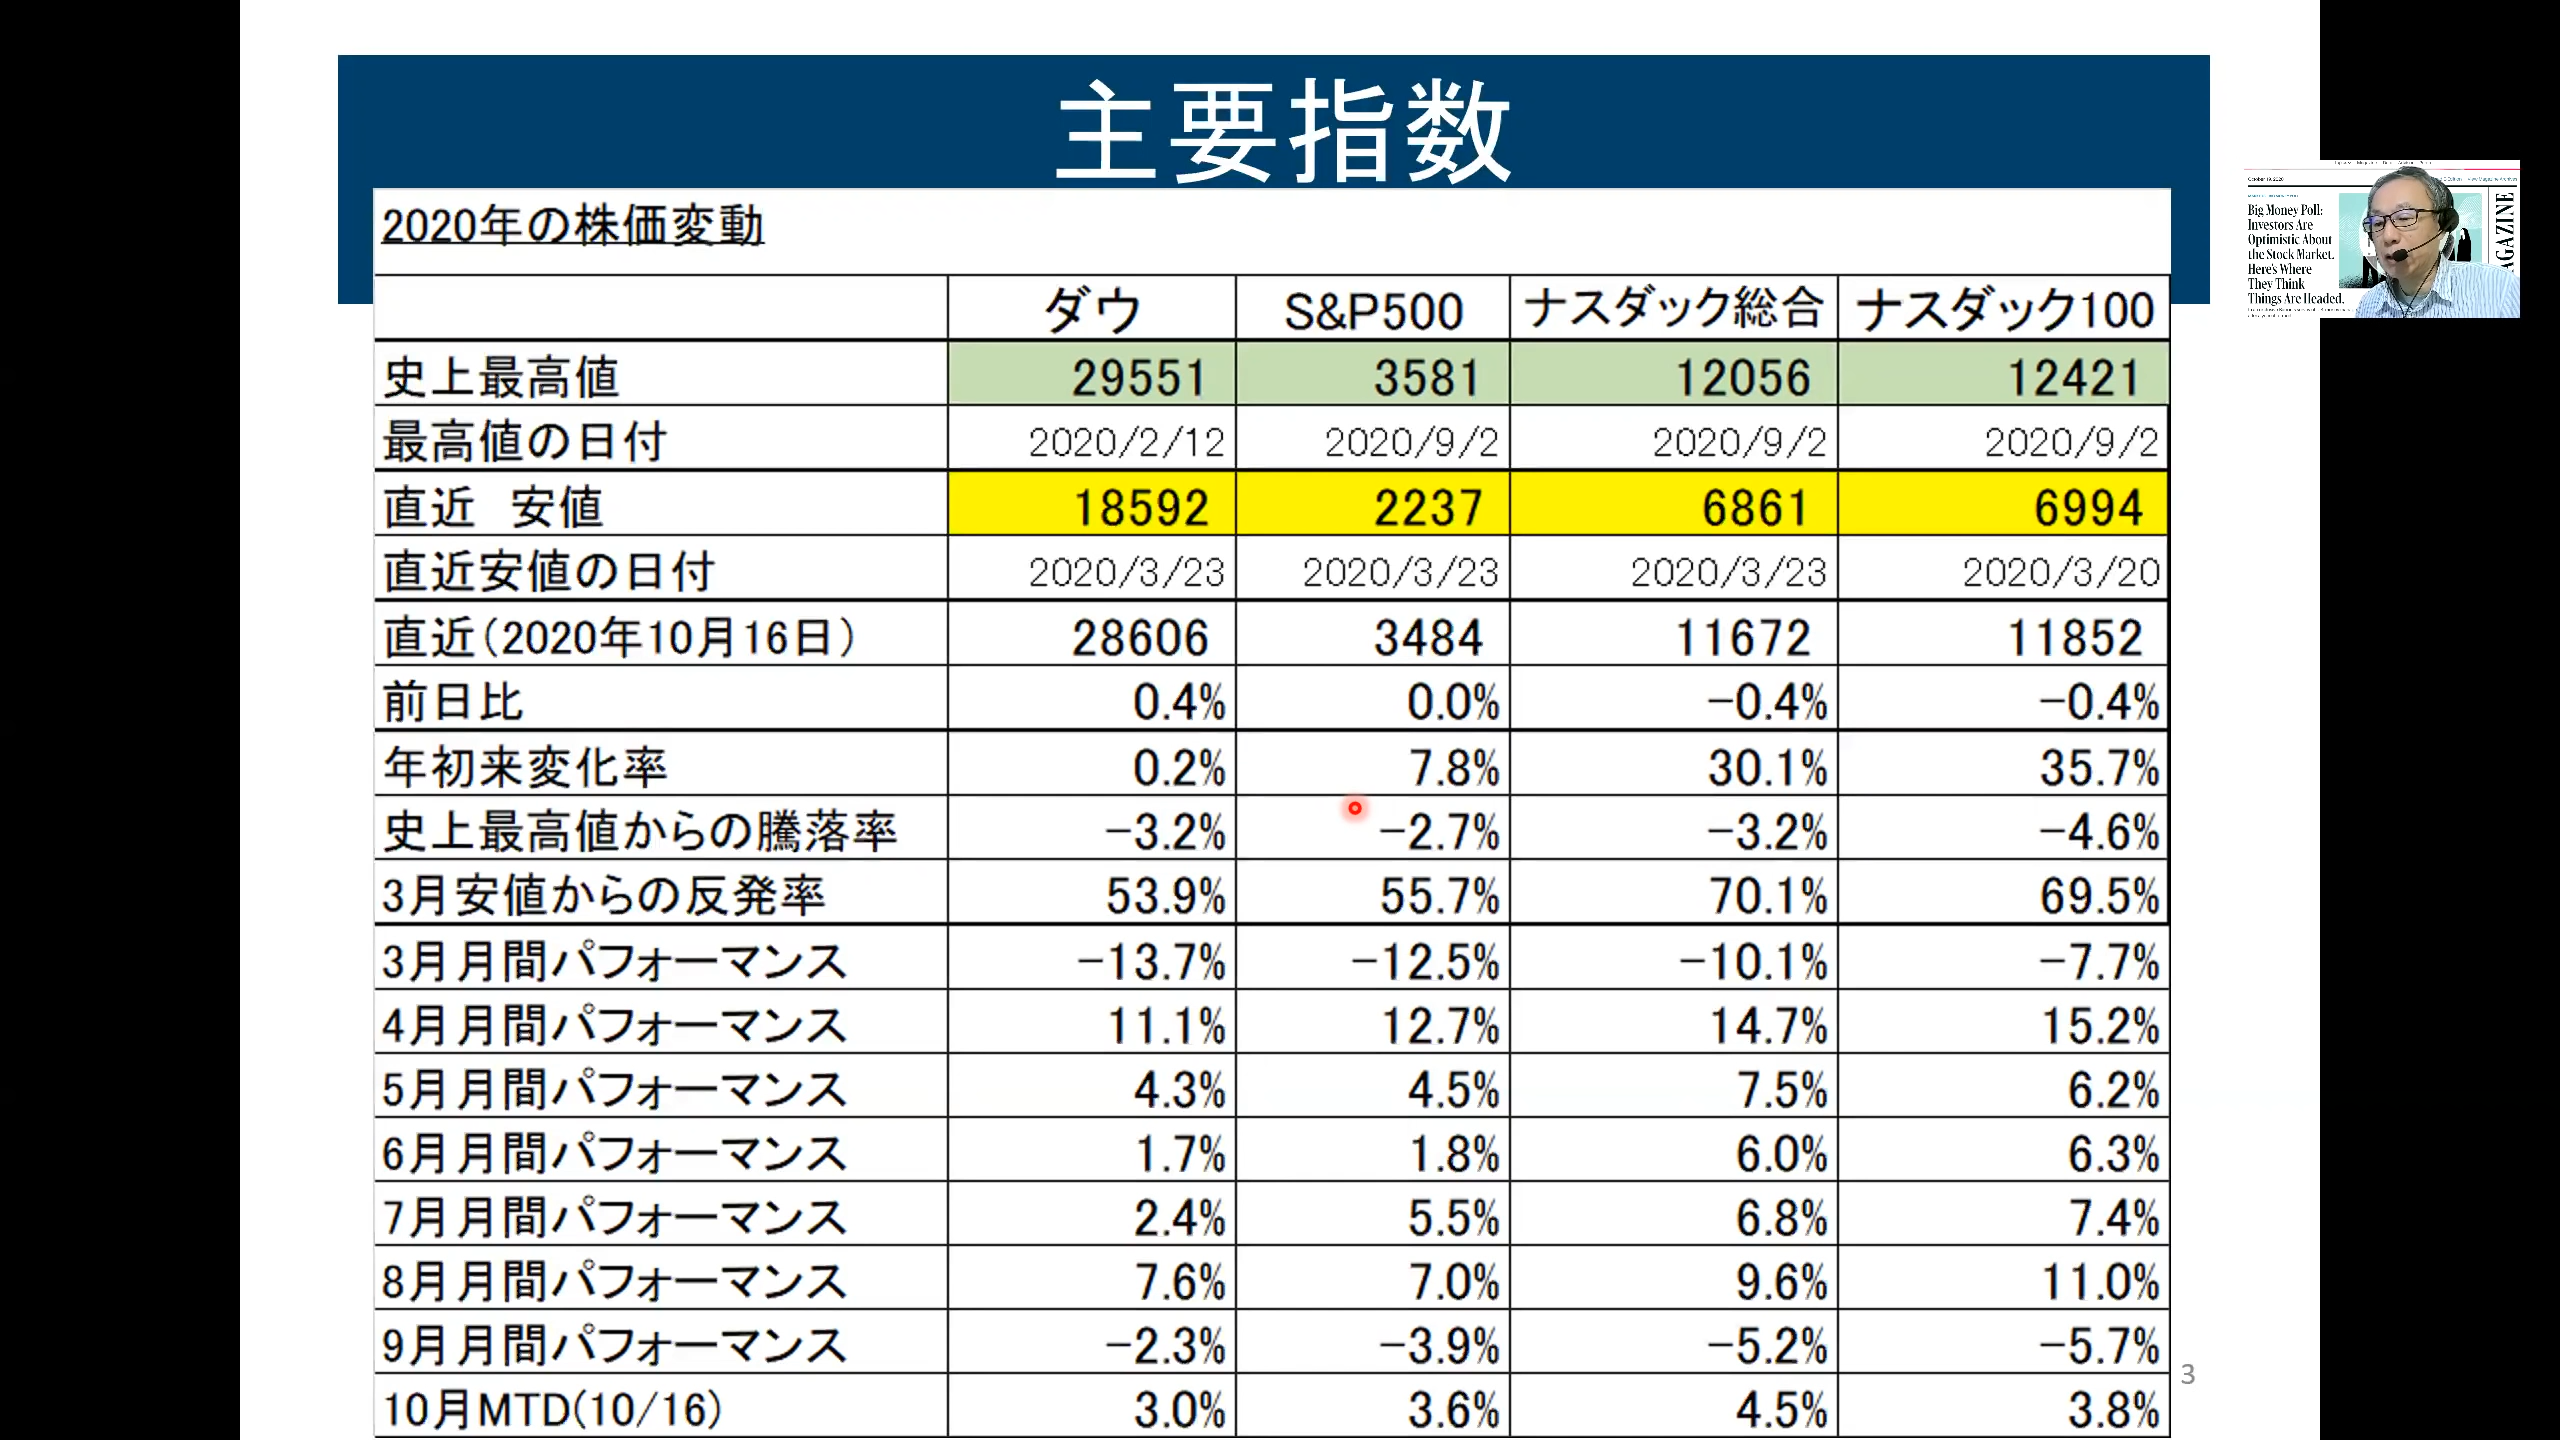 主要指数
2020年の株価変動
ダウ S&P500 ナスダック総合 ナスダック100
史上最高値 29551 3581 12056 12421
最高値の日付 2020/2/12 2020/9/2 2020/9/2 2020/9/2
直近 安値 18592 2237 6861 6994
直近安値の日付 2020/3/23 2020/3/23 2020/3/23 2020/3/20
直近(2020年10月16日) 28606 3484 11672 11852
前日比 0.4% 0.0% -0.4% -0.4%
年初来変化率 0.2% 7.8% 30.1% 35.7%
史上最高値からの騰落率 -3.2% -2.7% -3.2% -4.6%
3月安値からの反発率 53.9% 55.7% 70.1% 69.5%
3月月間パフォーマンス -13.7% -12.5% -10.1% -7.7%
4月月間パフォーマンス 11.1% 12.7% 14.7% 15.2%
5月月間パフォーマンス 4.3% 4.5% 7.5% 6.2%
6月月間パフォーマンス 1.7% 1.8% 6.0% 6.3%
7月月間パフォーマンス 2.4% 5.5% 6.8% 7.4%
8月月間パフォーマンス 7.6% 7.0% 9.6% 11.0%
9月月間パフォーマンス -2.3% -3.9% -5.2% -5.7%
10月MTD(10/16) 3.0% 3.6% 4.5% 3.8%
3
October 19, 2020
Big Money Poll:
Investors Are
Optimistic About
the Stock Market.
Here's Where
They Think
Things Are Headed.